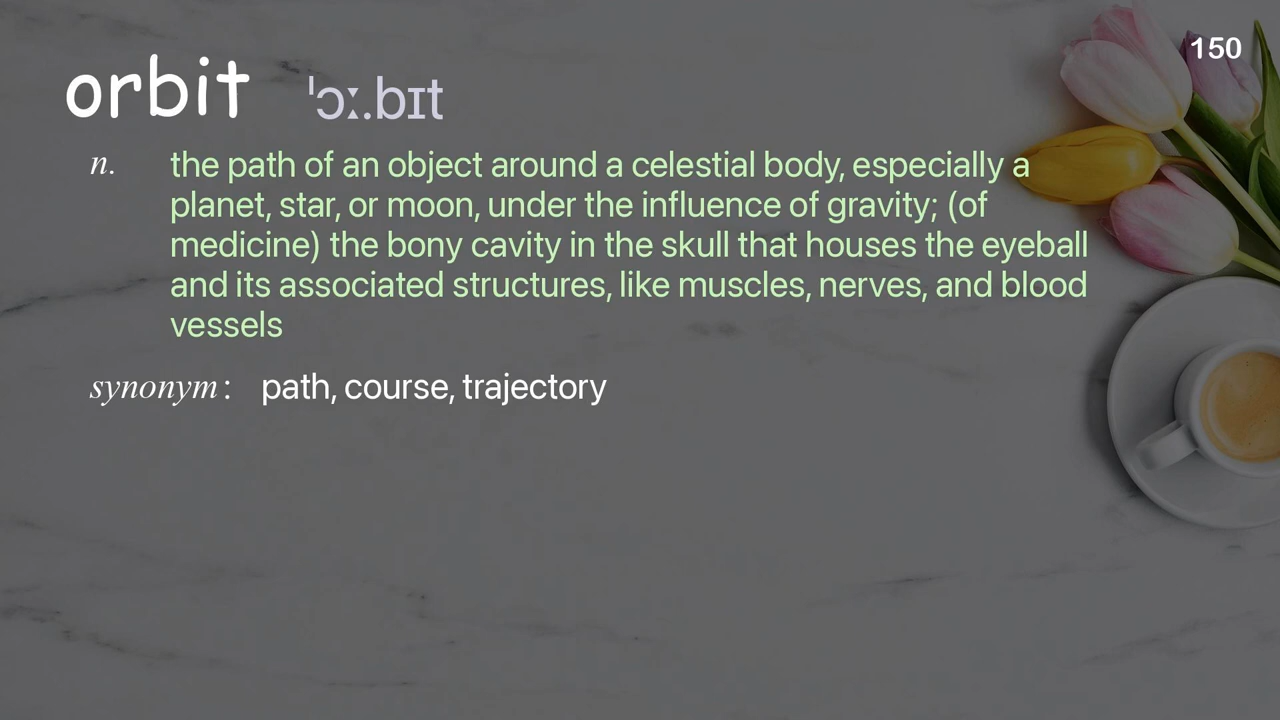 150
orbit ˈɔː.bɪt
n. the path of an object around a celestial body, especially a
planet, star, or moon, under the influence of gravity; (of
medicine) the bony cavity in the skull that houses the eyeball
and its associated structures, like muscles, nerves, and blood
vessels
synonym: path, course, trajectory